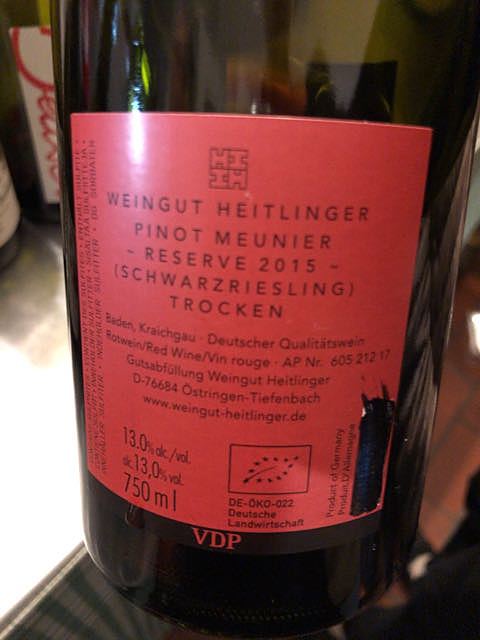 WEINGUT HEITLINGER
PINOT MEUNIER
- RESERVE 2015 -
(SCHWARZRIESLING)
TROCKEN
Baden, Kraichgau · Deutscher Qualitätswein
Rotwein/Red Wine/Vin rouge · AP Nr. 605 212 17
Gutsabfüllung Weingut Heitlinger
D-76684 Östringen-Tiefenbach
www.weingut-heitlinger.de
13.0% alc./vol.
alc. 13,0% vol.
750 ml
DE-ÖKO-022
Deutsche
Landwirtschaft
Product of Germany
Produit D'Allemagne
VDP